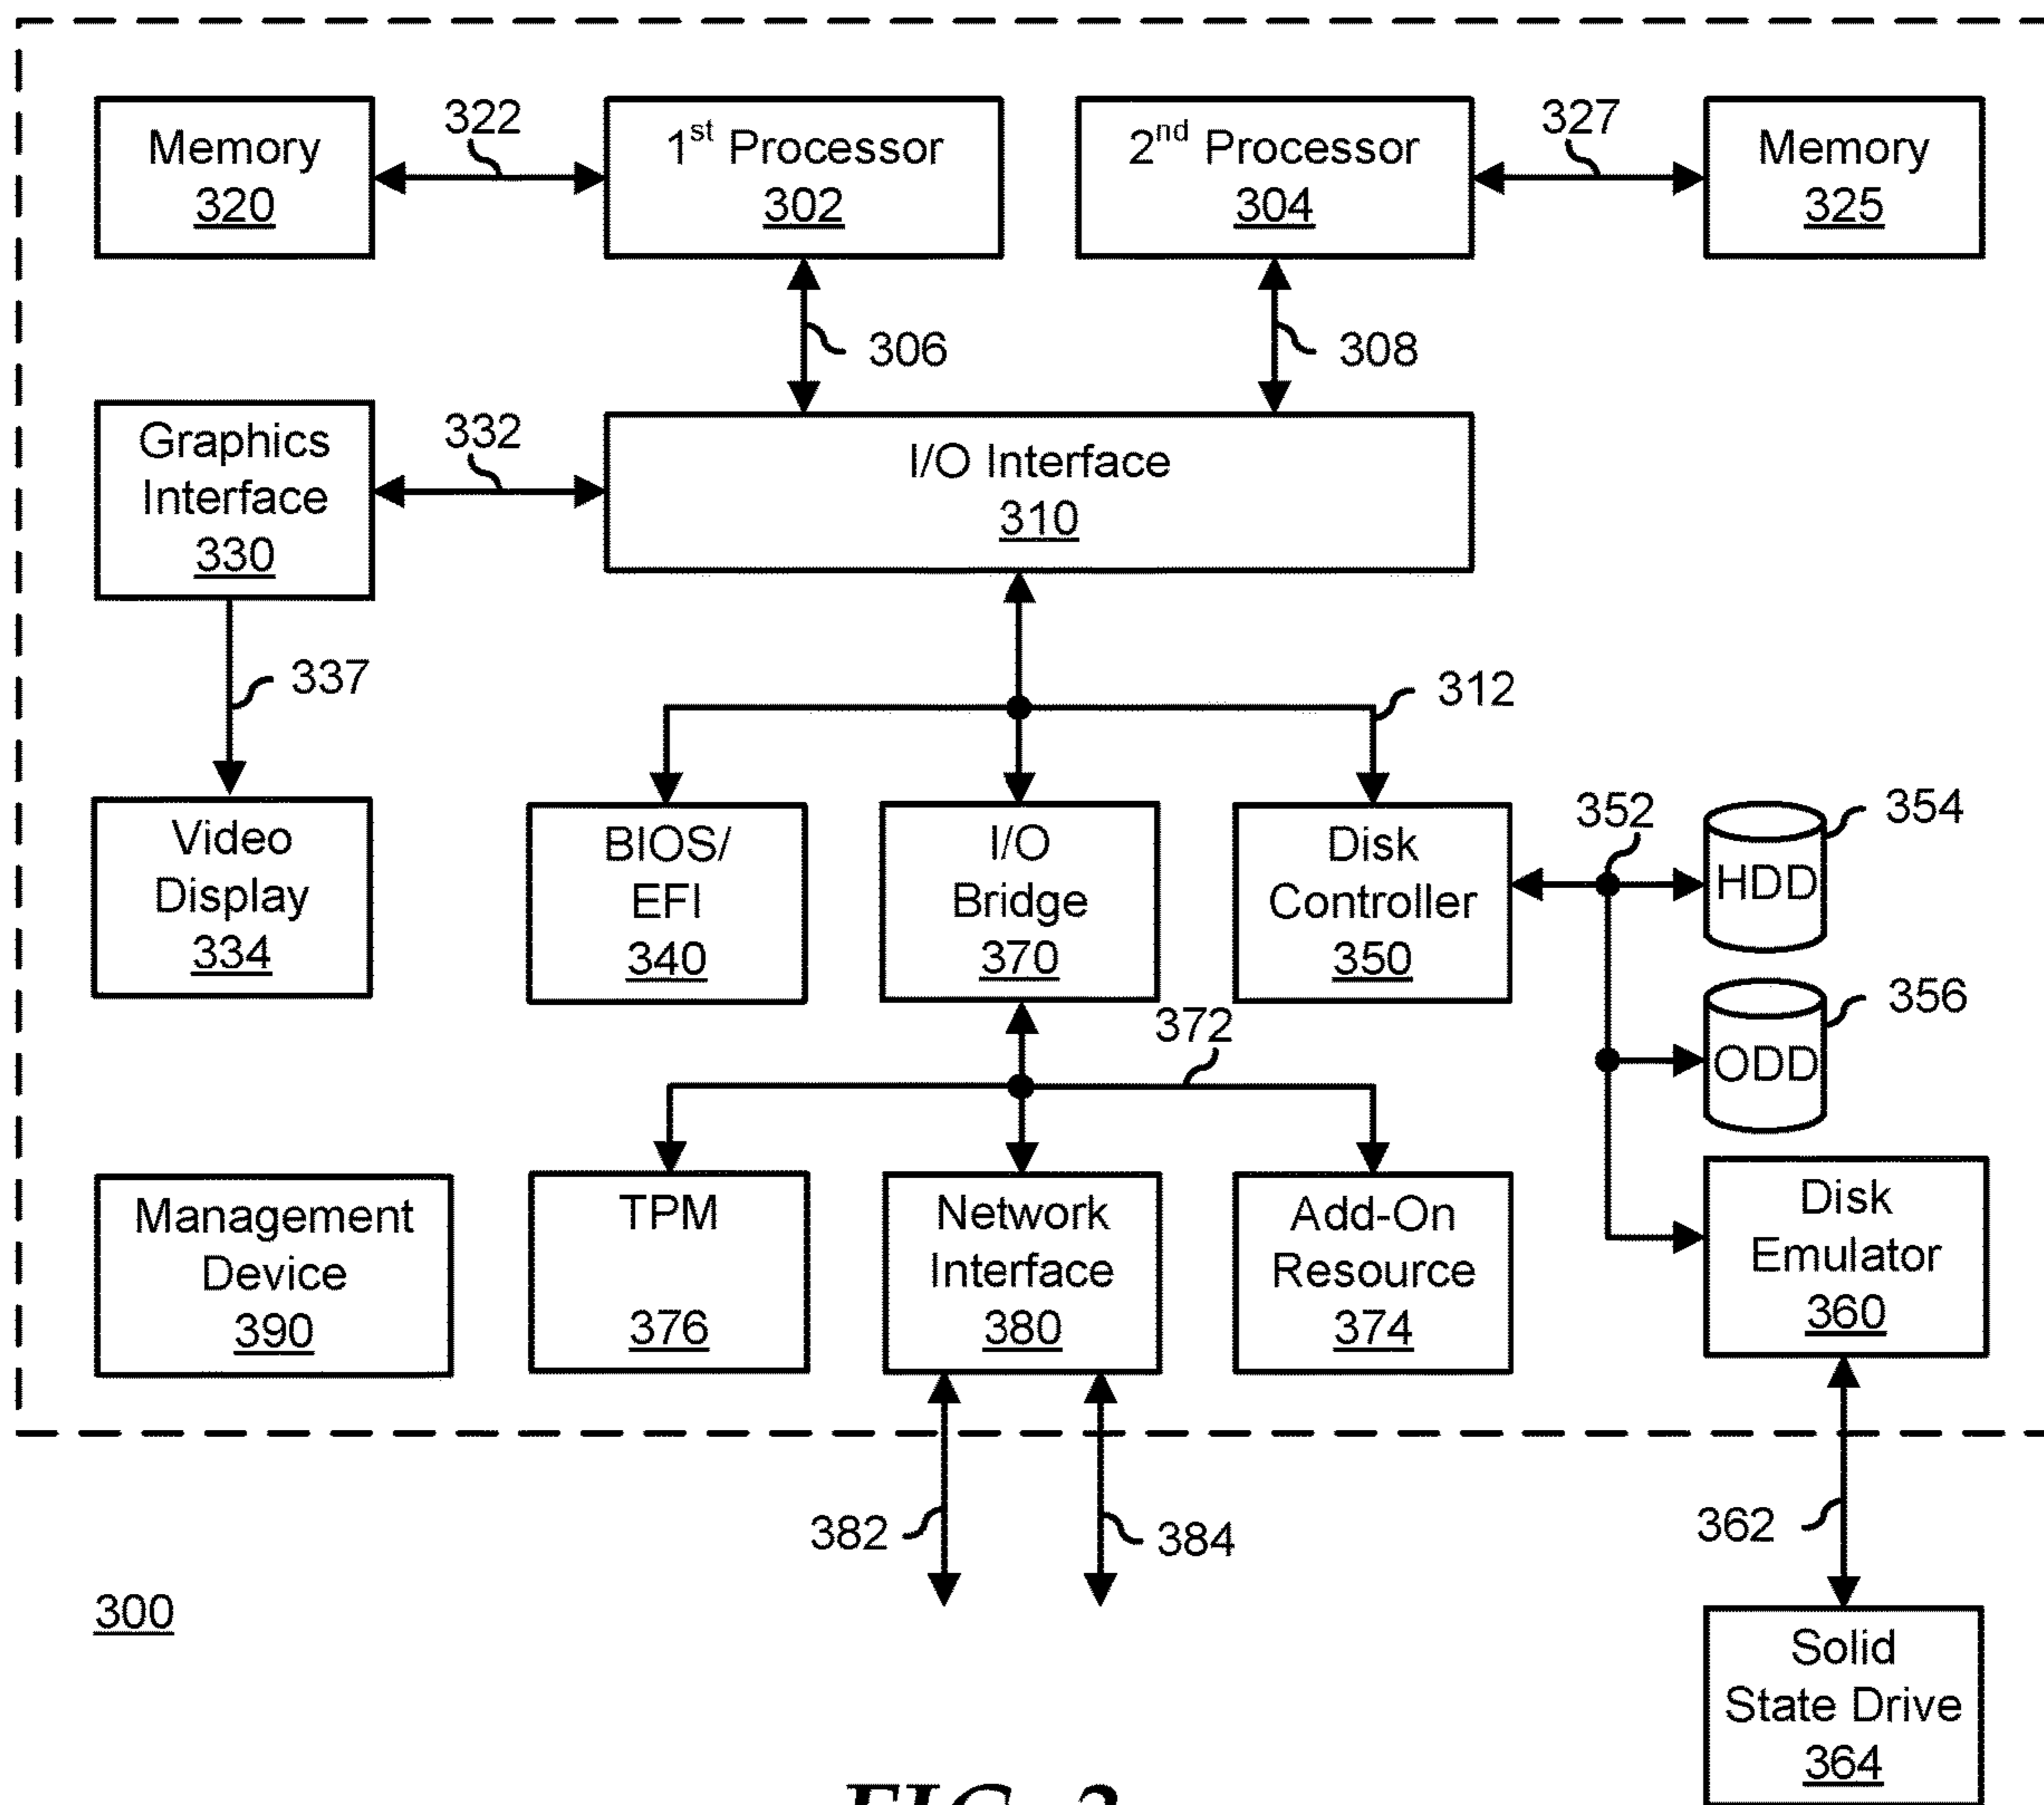 Memory
320
322
1st Processor
302
2nd Processor
304
327
Memory
325
306
308
Graphics
Interface
330
332
I/O Interface
310
337
312
Video
Display
334
BIOS/
EFI
340
I/O
Bridge
370
Disk
Controller
350
352
HDD
354
ODD
356
372
Management
Device
390
TPM
376
Network
Interface
380
Add-On
Resource
374
Disk
Emulator
360
382
384
362
300
Solid
State Drive
364
FIG.